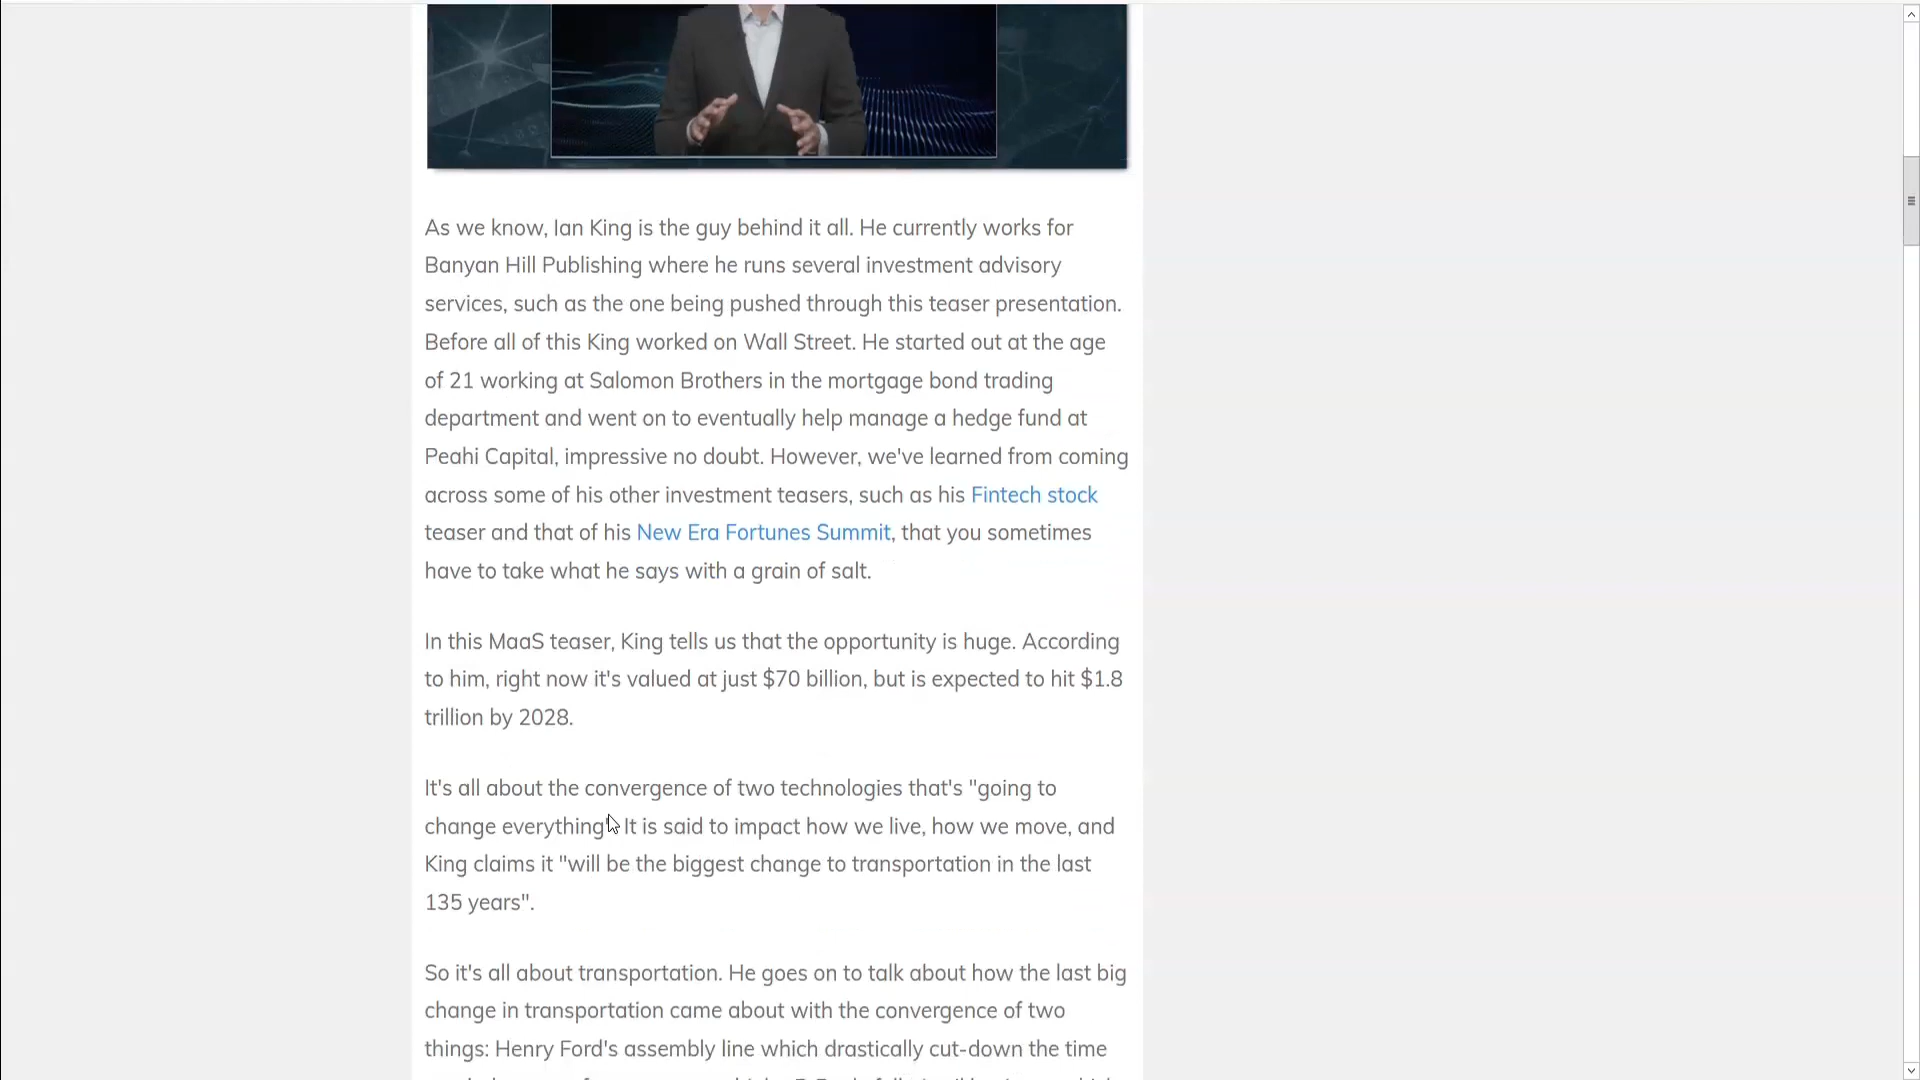 As we know, Ian King is the guy behind it all. He currently works for
Banyan Hill Publishing where he runs several investment advisory
services, such as the one being pushed through this teaser presentation.
Before all of this King worked on Wall Street. He started out at the age
of 21 working at Salomon Brothers in the mortgage bond trading
department and went on to eventually help manage a hedge fund at
Peahi Capital, impressive no doubt. However, we've learned from coming
across some of his other investment teasers, such as his Fintech stock
teaser and that of his New Era Fortunes Summit, that you sometimes
have to take what he says with a grain of salt.
In this MaaS teaser, King tells us that the opportunity is huge. According
to him, right now it's valued at just $70 billion, but is expected to hit $1.8
trillion by 2028.
It's all about the convergence of two technologies that's "going to
change everything" It is said to impact how we live, how we move, and
King claims it "will be the biggest change to transportation in the last
135 years".
So it's all about transportation. He goes on to talk about how the last big
change in transportation came about with the convergence of two
things: Henry Ford's assembly line which drastically cut-down the time